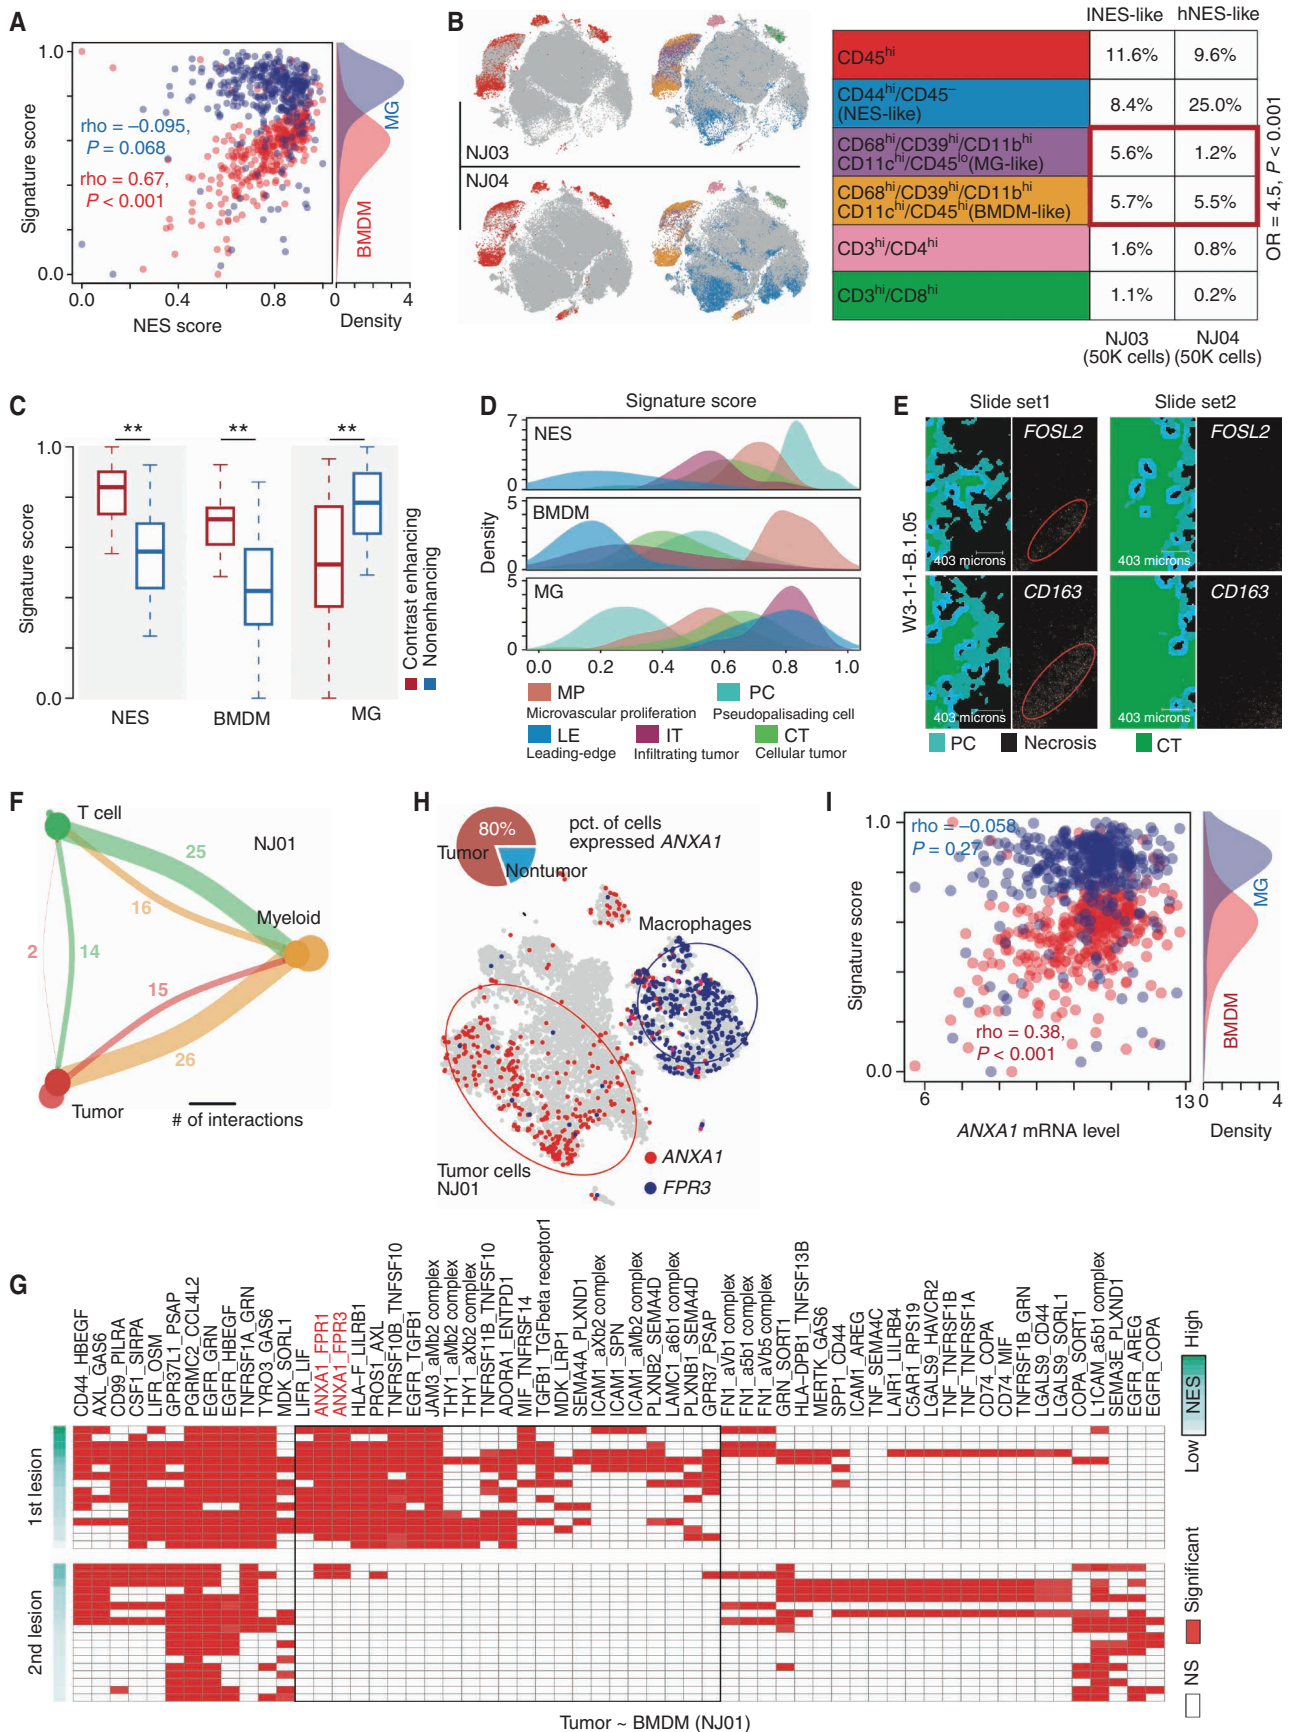 A
1.0
0.0
Signature score
rho = –0.095,
P = 0.068
rho = 0.67,
P < 0.001
0.0
0.4
0.8
NES score
MG
BMDM
0
4
Density
B
NJ03
NJ04
lNES-like
hNES-like
CD45hi
11.6%
9.6%
CD44hi/CD45–
(NES-like)
8.4%
25.0%
CD68hi/CD39hi/CD11bhi
CD11chi/CD45lo(MG-like)
5.6%
1.2%
CD68hi/CD39hi/CD11bhi
CD11chi/CD45hi(BMDM-like)
5.7%
5.5%
CD3hi/CD4hi
1.6%
0.8%
CD3hi/CD8hi
1.1%
0.2%
NJ03
(50K cells)
NJ04
(50K cells)
OR = 4.5, P < 0.001
C
1.0
0.0
Signature score
**
**
**
NES
BMDM
MG
Contrast enhancing
Nonenhancing
D
Signature score
7
NES
0
5
BMDM
0
5
MG
0
Density
0.0
0.2
0.4
0.6
0.8
1.0
MP
Microvascular proliferation
PC
Pseudopalisading cell
LE
Leading-edge
IT
Infiltrating tumor
CT
Cellular tumor
E
Slide set1
Slide set2
W3-1-1-B.1.05
FOSL2
FOSL2
403 microns
403 microns
CD163
CD163
403 microns
403 microns
PC
Necrosis
CT
F
T cell
NJ01
25
16
Myeloid
2
14
15
26
Tumor
# of interactions
H
80%
Tumor
Nontumor
pct. of cells
expressed ANXA1
Macrophages
Tumor cells
NJ01
ANXA1
FPR3
I
1.0
0.0
Signature score
rho = –0.058,
P = 0.27
rho = 0.38,
P < 0.001
6
13
ANXA1 mRNA level
MG
BMDM
0
4
Density
G
CD44_HBEGF
AXL_GAS6
CD99_PILRA
CSF1_SIRPA
LIFR_OSM
GPR37L1_PSAP
PGRMC2_CCL4L2
EGFR_GRN
EGFR_HBEGF
TNFRSF1A_GRN
TYRO3_GAS6
MDK_SORL1
LIFR_LIF
ANXA1_FPR1
ANXA1_FPR3
HLA-F_LILRB1
PROS1_AXL
TNFRSF10B_TNFSF10
EGFR_TGFB1
JAM3_aMb2 complex
THY1_aMb2 complex
THY1_aXb2 complex
TNFRSF11B_TNFSF10
ADORA1_ENTPD1
MIF_TNFRSF14
TGFB1_TGFbeta receptor1
MDK_LRP1
SEMA4A_PLXND1
ICAM1_aXb2 complex
ICAM1_SPN
ICAM1_aMb2 complex
PLXNB2_SEMA4D
LAMC1_a6b1 complex
PLXNB1_SEMA4D
GPR37_PSAP
FN1_aVb1 complex
FN1_a5b1 complex
FN1_aVb5 complex
GRN_SORT1
HLA-DPB1_TNFSF13B
MERTK_GAS6
SPP1_CD44
ICAM1_AREG
TNF_SEMA4C
LAIR1_LILRB4
C5AR1_RPS19
LGALS9_HAVCR2
TNF_TNFRSF1B
TNF_TNFRSF1A
CD74_COPA
CD74_MIF
TNFRSF1B_GRN
LGALS9_CD44
LGALS9_SORL1
COPA_SORT1
L1CAM_a5b1 complex
SEMA3E_PLXND1
EGFR_AREG
EGFR_COPA
1st lesion
2nd lesion
Low
NES
High
NS
Significant
Tumor ~ BMDM (NJ01)